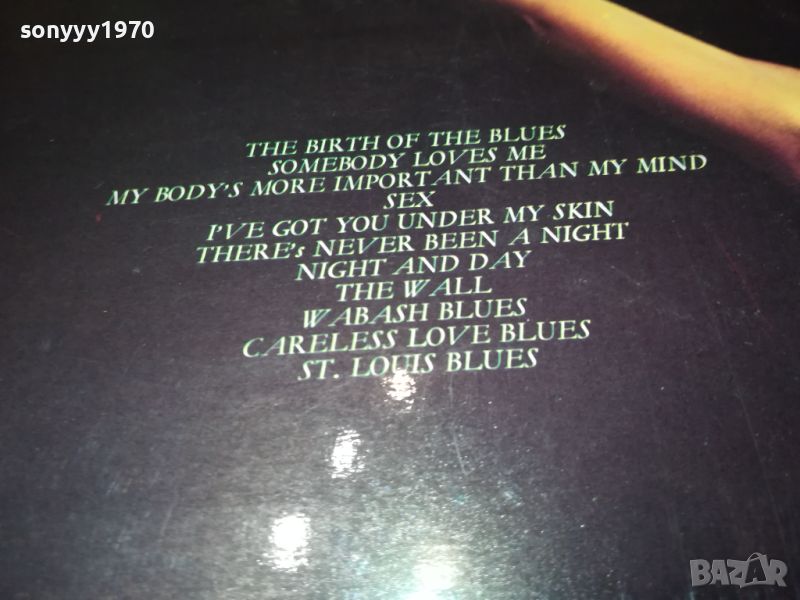 sonyyy1970
THE BIRTH OF THE BLUES
SOMEBODY LOVES ME
MY BODY'S MORE IMPORTANT THAN MY MIND
SEX
I'VE GOT YOU UNDER MY SKIN
THERE's NEVER BEEN A NIGHT
NIGHT AND DAY
THE WALL
WABASH BLUES
CARELESS LOVE BLUES
ST. LOUIS BLUES
BAZAR